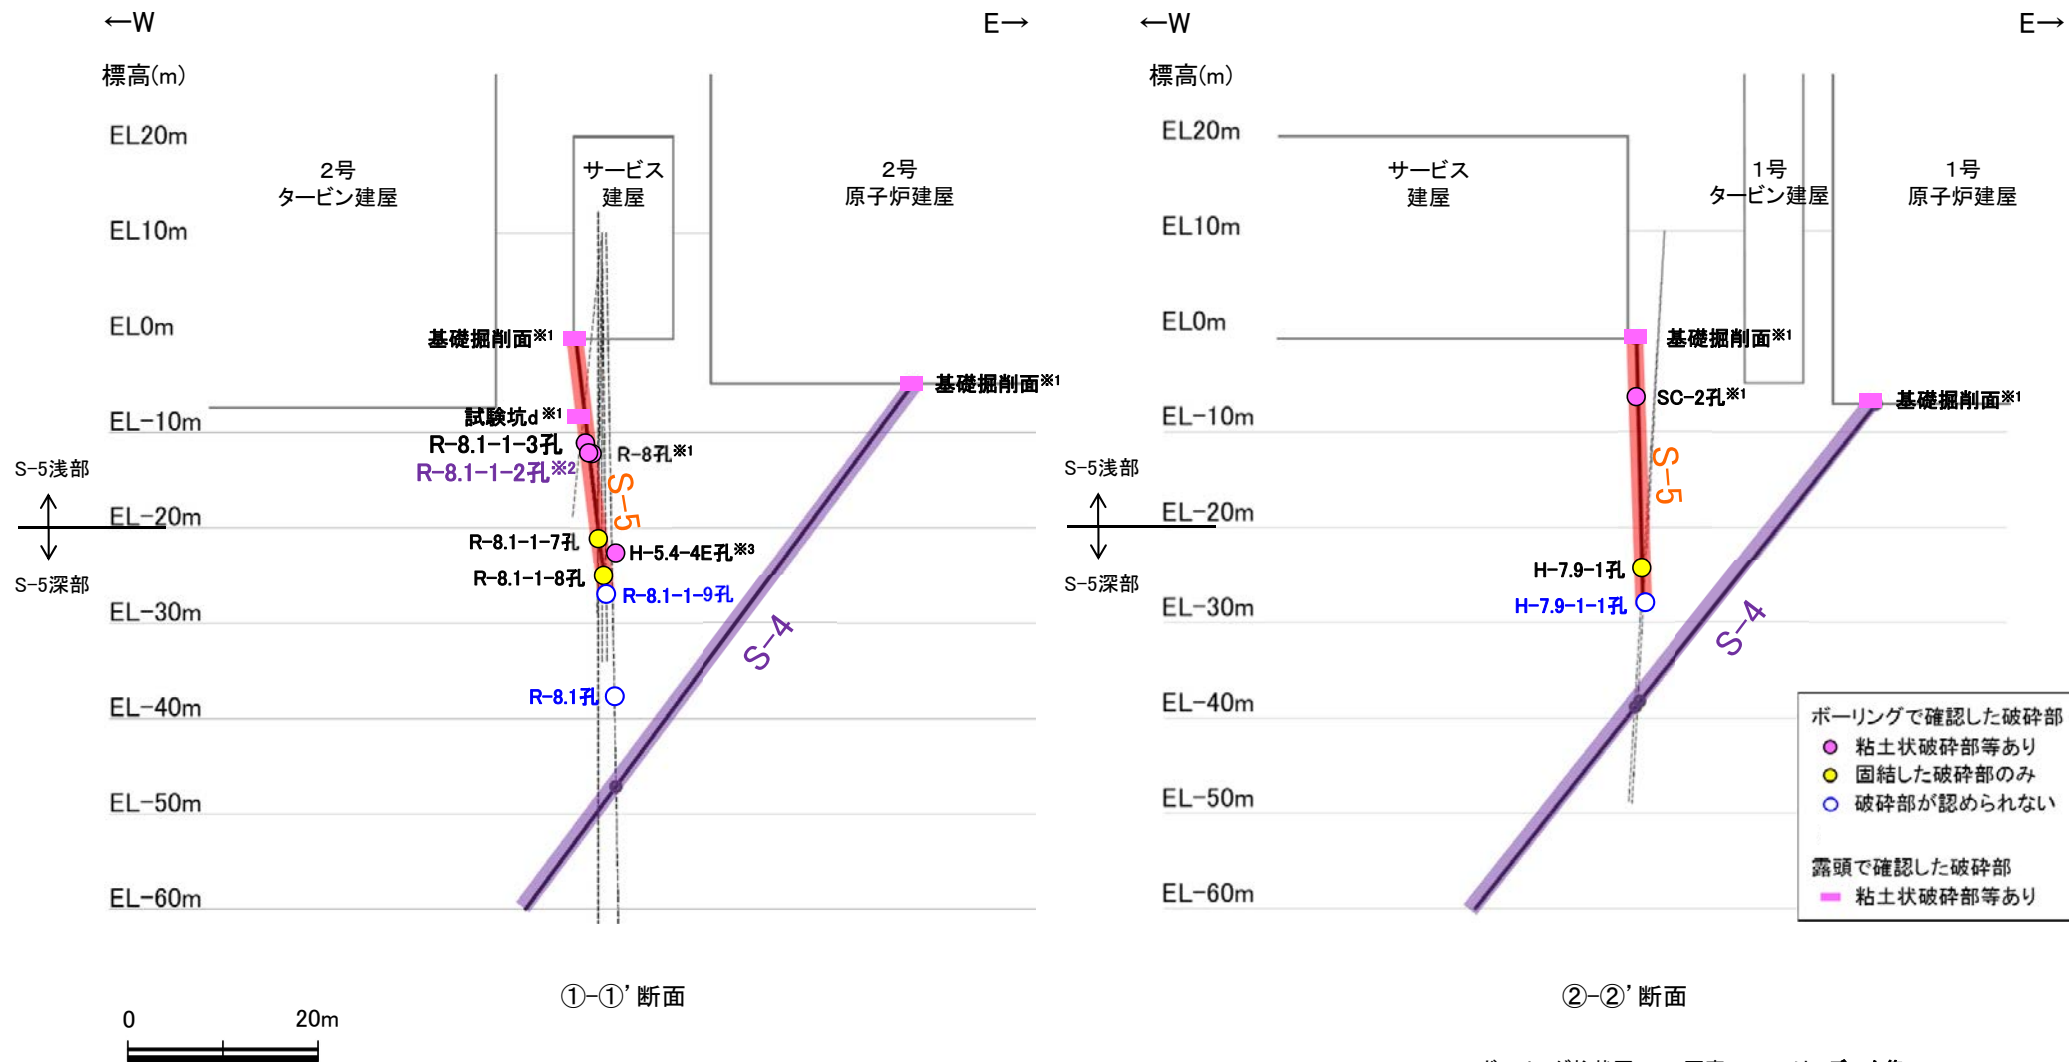 ←W
E→
標高(m)
EL20m
EL10m
EL0m
EL-10m
EL-20m
EL-30m
EL-40m
EL-50m
EL-60m
2号
タービン建屋
サービス
建屋
2号
原子炉建屋
基礎掘削面※1
基礎掘削面※1
試験坑d※1
R-8.1-1-3孔
R-8.1-1-2孔※2
R-8孔※1
S-5
R-8.1-1-7孔
H-5.4-4E孔※3
R-8.1-1-8孔
R-8.1-1-9孔
R-8.1孔
S-4
S-5浅部
S-5深部
①-①’断面
0
20m
←W
E→
標高(m)
EL20m
EL10m
EL0m
EL-10m
EL-20m
EL-30m
EL-40m
EL-50m
EL-60m
サービス
建屋
1号
タービン建屋
1号
原子炉建屋
基礎掘削面※1
SC-2孔※1
基礎掘削面※1
S-5
H-7.9-1孔
H-7.9-1-1孔
S-4
S-5浅部
S-5深部
ボーリングで確認した破砕部
粘土状破砕部等あり
固結した破砕部のみ
破砕部が認められない
露頭で確認した破砕部
粘土状破砕部等あり
②-②’断面